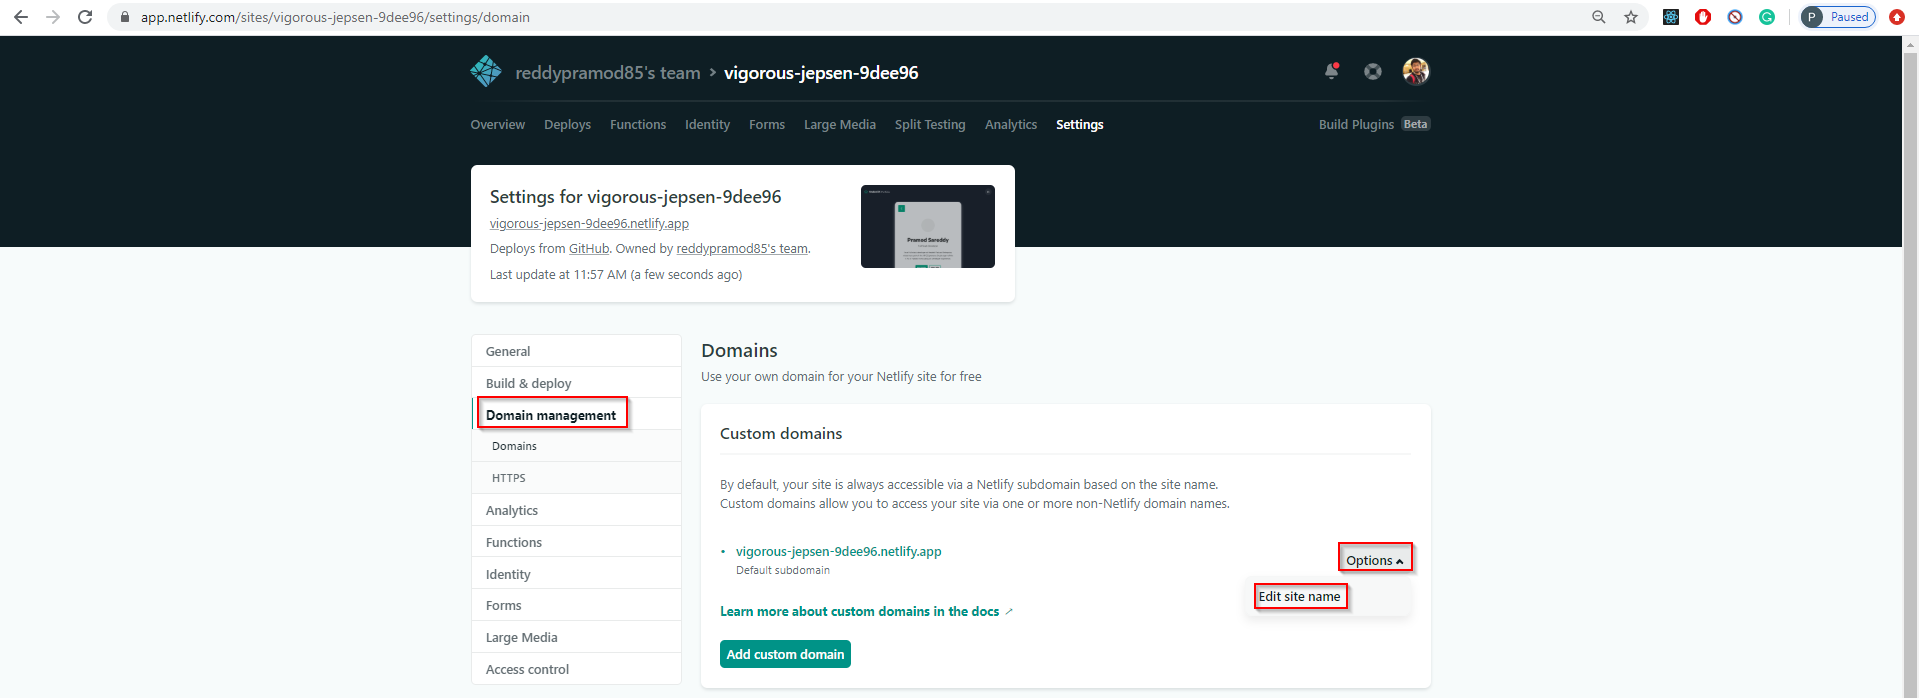 app.netlify.com/sites/vigorous-jepsen-9dee96/settings/domain
P Paused
reddypramod85's team > vigorous-jepsen-9dee96
Overview Deploys Functions Identity Forms Large Media Split Testing Analytics Settings Build Plugins Beta
Settings for vigorous-jepsen-9dee96
vigorous-jepsen-9dee96.netlify.app
Deploys from GitHub. Owned by reddypramod85's team.
Last update at 11:57 AM (a few seconds ago)
Pramod Sareddy
General
Build & deploy
Domain management
Domains
HTTPS
Analytics
Functions
Identity
Forms
Large Media
Access control
Domains
Use your own domain for your Netlify site for free
Custom domains
By default, your site is always accessible via a Netlify subdomain based on the site name.
Custom domains allow you to access your site via one or more non-Netlify domain names.
• vigorous-jepsen-9dee96.netlify.app
Default subdomain
Options
Edit site name
Learn more about custom domains in the docs
Add custom domain